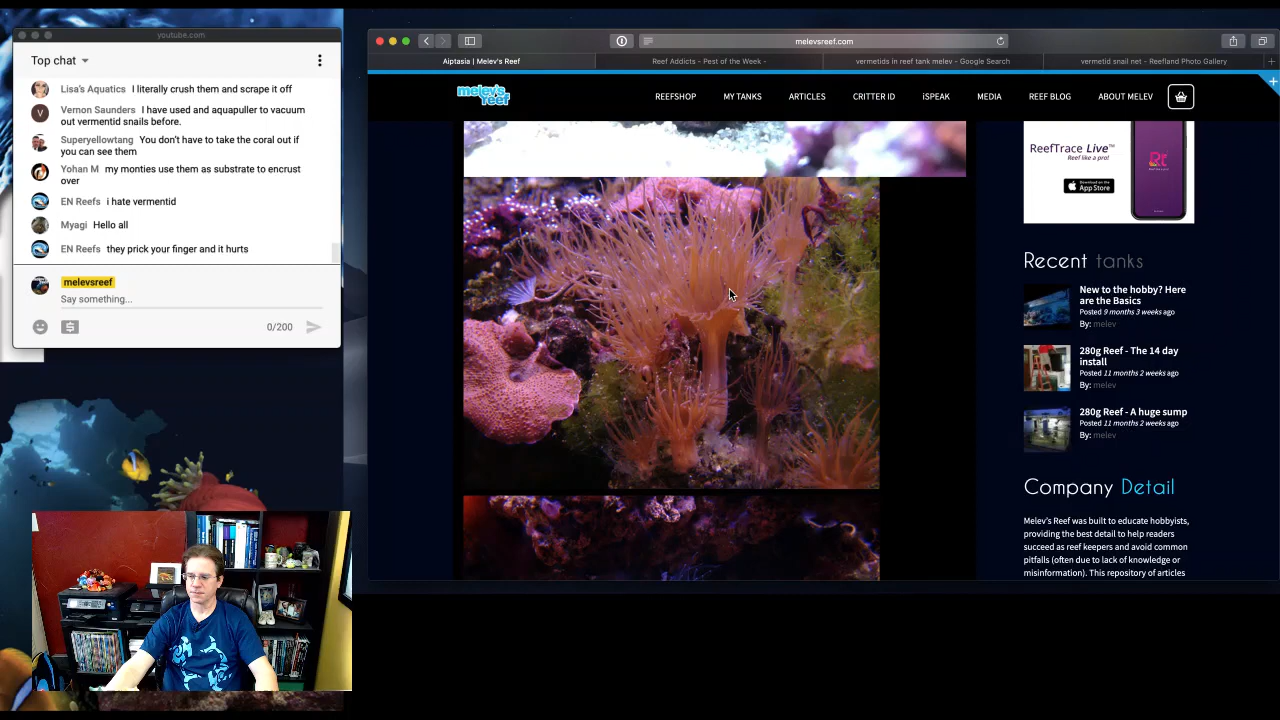 youtube.com
Top chat
Lisa's Aquatics I literally crush them and scrape it off
Vernon Saunders I have used and aquapuller to vacuum
out vermentid snails before.
Superyellowtang You don't have to take the coral out if
you can see them
Yohan M my monties use them as substrate to encrust
over
EN Reefs i hate vermentid
Myagi Hello all
EN Reefs they prick your finger and it hurts
melevsreef
Say something...
0/200
melevsreef.com
Aiptasia | Melev's Reef
Reef Addicts - Pest of the Week -
vermetids in reef tank melev - Google Search
vermetid snail net - Reefland Photo Gallery
melev's
reef
REEFSHOP
MY TANKS
ARTICLES
CRITTER ID
iSPEAK
MEDIA
REEF BLOG
ABOUT MELEV
ReefTrace Live™
Reef like a pro!
Download on the
App Store
Rt
Recent tanks
New to the hobby? Here
are the Basics
Posted 9 months 3 weeks ago
By: melev
280g Reef - The 14 day
install
Posted 11 months 2 weeks ago
By: melev
280g Reef - A huge sump
Posted 11 months 2 weeks ago
By: melev
Company Detail
Melev's Reef was built to educate hobbyists,
providing the best detail to help readers
succeed as reef keepers and avoid common
pitfalls (often due to lack of knowledge or
misinformation). This repository of articles